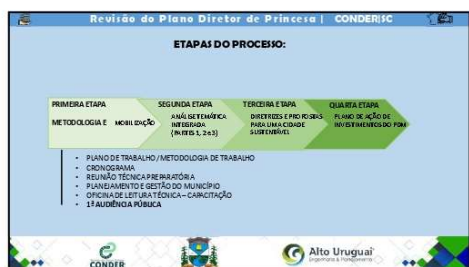 Revisão do Plano Diretor de Princesa | CONDER|SC
ETAPAS DO PROCESSO:
PRIMEIRA ETAPA
METODOLOGIA E MOBILIZAÇÃO
SEGUNDA ETAPA
ANÁLISE TEMÁTICA
INTEGRADA
(PARTES 1, 2 e 3)
TERCEIRA ETAPA
DIRETRIZES E PROPOSTAS
PARA UMA CIDADE
SUSTENTÁVEL
QUARTA ETAPA
PLANO DE AÇÃO DE
INVESTIMENTOS DO PDM
• PLANO DE TRABALHO / METODOLOGIA DE TRABALHO
• CRONOGRAMA
• REUNIÃO TÉCNICA PREPARATÓRIA
• PLANEJAMENTO E GESTÃO DO MUNICÍPIO
• OFICINA DE LEITURA TÉCNICA – CAPACITAÇÃO
• 1ª AUDIÊNCIA PÚBLICA
CONDER
Alto Uruguai
Engenharia & Planejamento